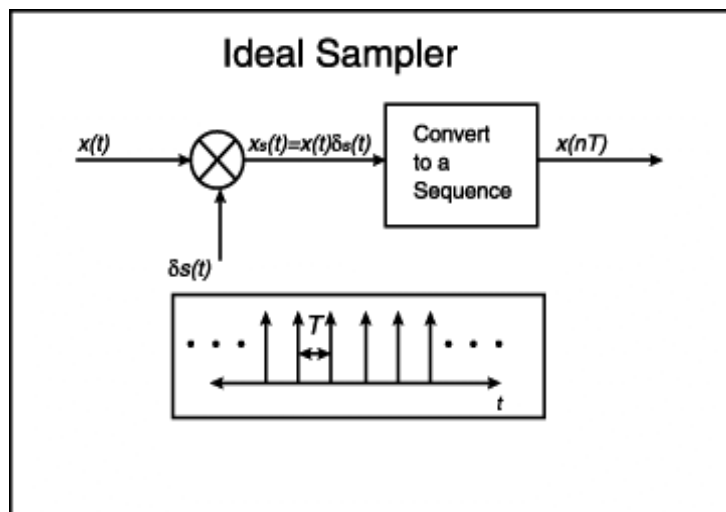 Ideal Sampler
x(t)
xs(t)=x(t)δs(t)
Convert
to a
Sequence
x(nT)
δs(t)
T
t